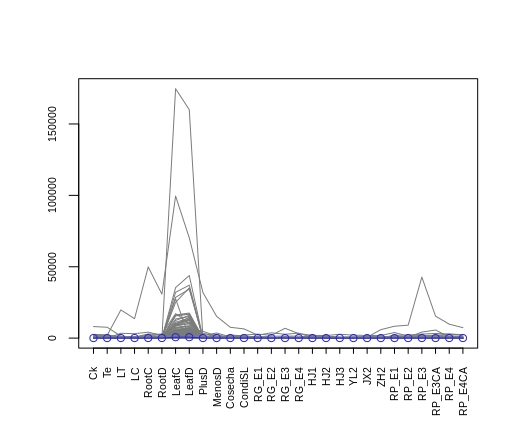 150000
100000
50000
0
Ck
Te
LT
LC
RootC
RootD
LeafC
LeafD
PlusD
MenosD
Cosecha
CondiSL
RG_E1
RG_E2
RG_E3
RG_E4
HJ1
HJ2
HJ3
YL2
JX2
ZH2
RP_E1
RP_E2
RP_E3
RP_E3CA
RP_E4
RP_E4CA